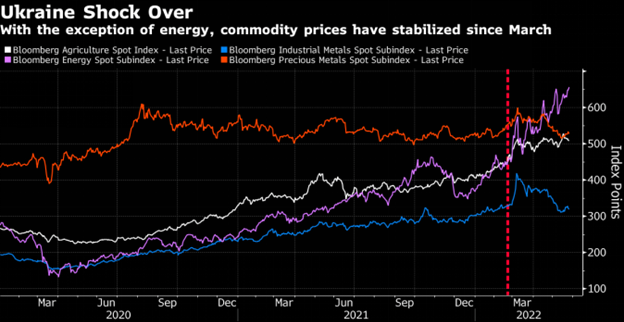 Ukraine Shock Over
With the exception of energy, commodity prices have stabilized since March
Bloomberg Agriculture Spot Index - Last Price Bloomberg Industrial Metals Spot Subindex - Last Price
Bloomberg Energy Spot Subindex - Last Price Bloomberg Precious Metals Spot Subindex - Last Price
600
500
400
300
200
100
Index Points
Mar Jun Sep Dec Mar Jun Sep Dec Mar
2020 2021 2022